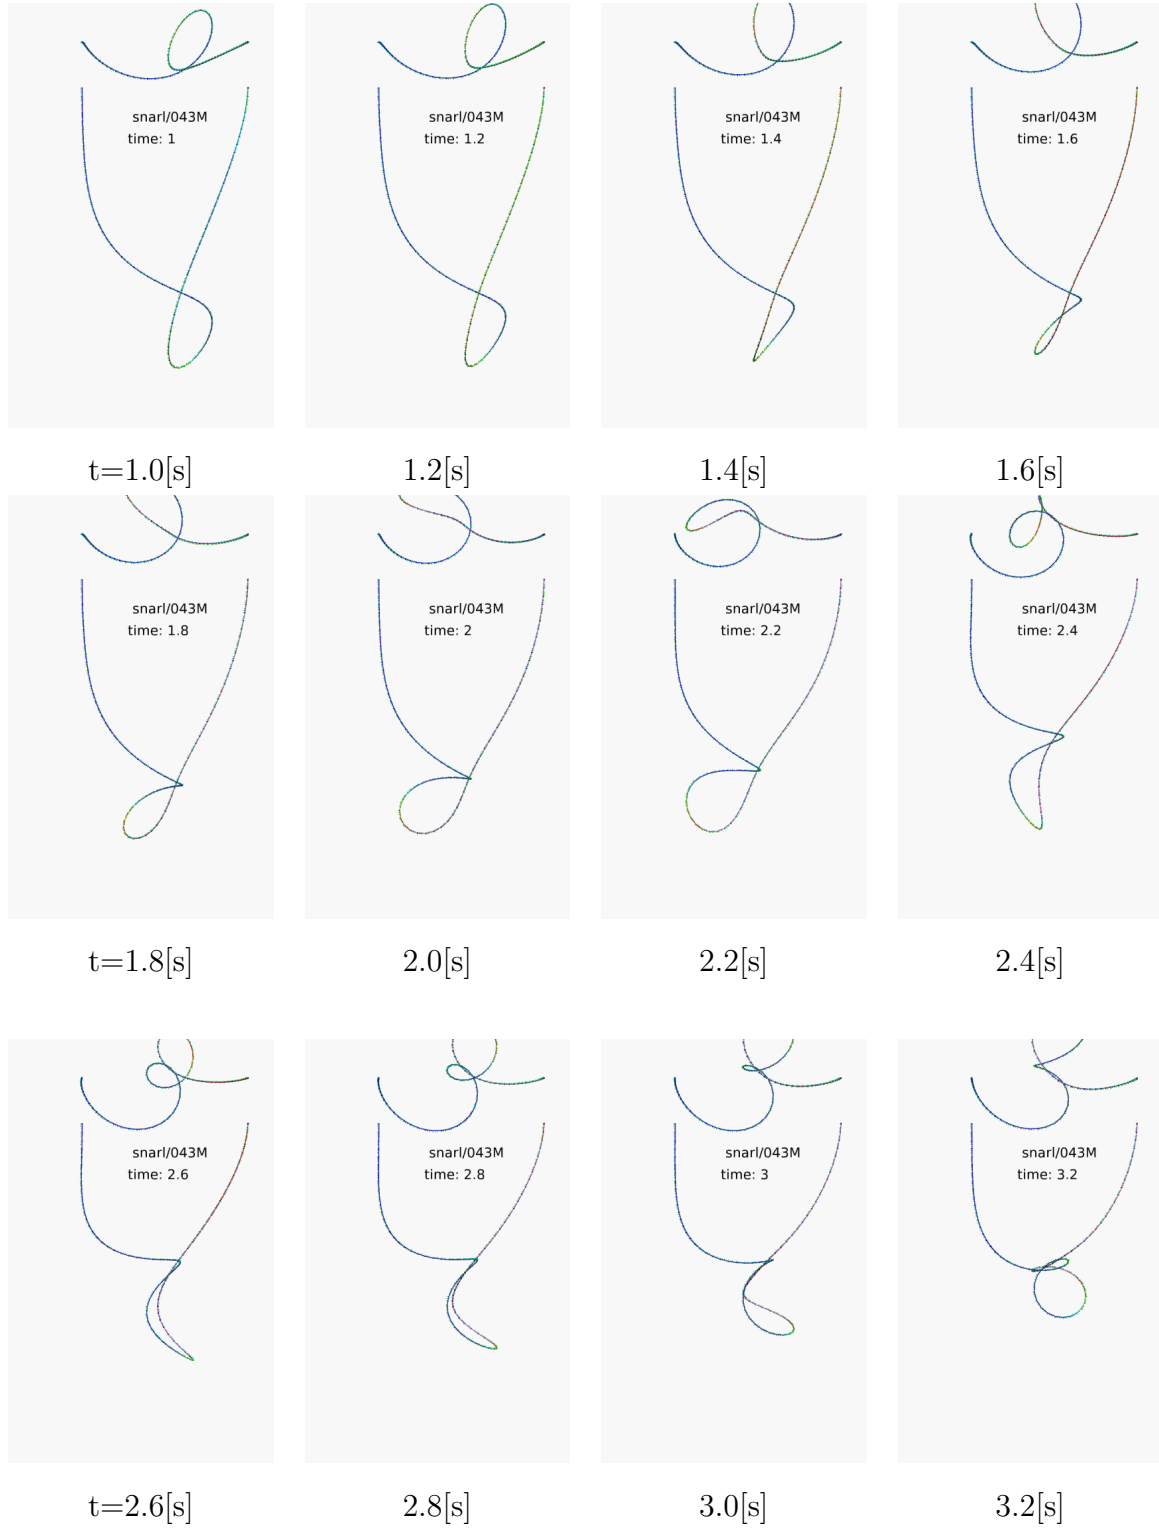 snarl/043M snarl/043M snarl/043M snarl/043M
time: 1 time: 1.2 time: 1.4 time: 1.6
t=1.0[s] 1.2[s] 1.4[s] 1.6[s]
snarl/043M snarl/043M snarl/043M snarl/043M
time: 1.8 time: 2 time: 2.2 time: 2.4
t=1.8[s] 2.0[s] 2.2[s] 2.4[s]
snarl/043M snarl/043M snarl/043M snarl/043M
time: 2.6 time: 2.8 time: 3 time: 3.2
t=2.6[s] 2.8[s] 3.0[s] 3.2[s]